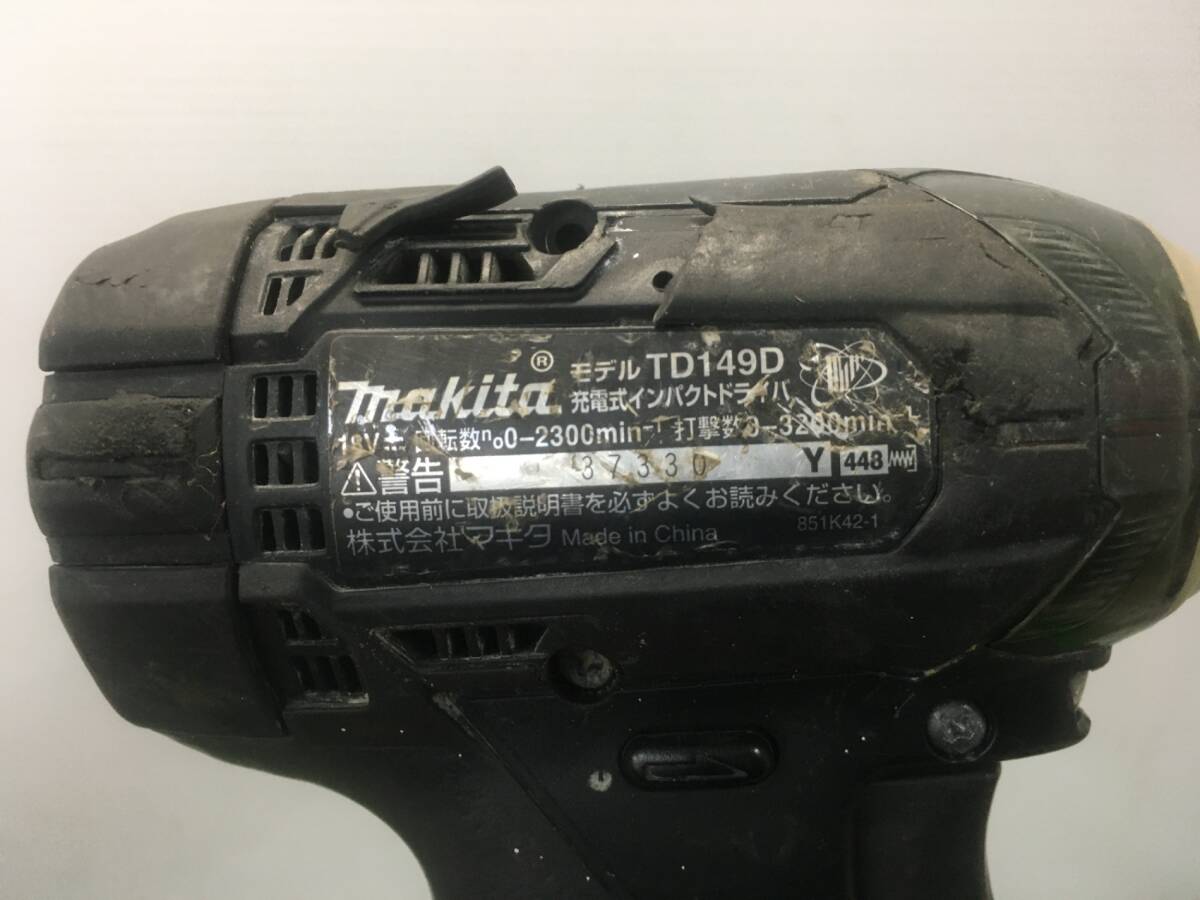 makita® モデル TD149D
充電式インパクトドライバ
18V 回転数n₀0-2300min⁻¹ 打撃数0-3200min⁻¹
⚠警告 37330 Y 448
●ご使用前に取扱説明書を必ずよくお読みください。
株式会社マキタ Made in China 851K42-1